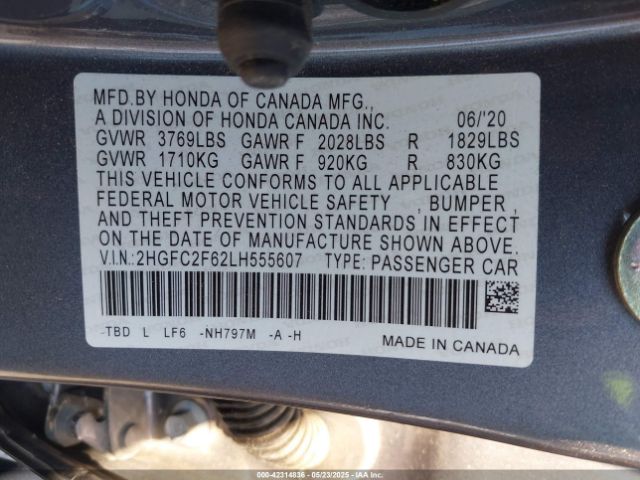 MFD.BY HONDA OF CANADA MFG.,
A DIVISION OF HONDA CANADA INC. 06/'20
GVWR 3769LBS GAWR F 2028LBS R 1829LBS
GVWR 1710KG GAWR F 920KG R 830KG
THIS VEHICLE CONFORMS TO ALL APPLICABLE
FEDERAL MOTOR VEHICLE SAFETY , BUMPER ,
AND THEFT PREVENTION STANDARDS IN EFFECT
ON THE DATE OF MANUFACTURE SHOWN ABOVE.
V.I.N.:2HGFC2F62LH555607 TYPE: PASSENGER CAR
-TBD L LF6 -NH797M -A -H
MADE IN CANADA
000-42314836 - 05/23/2025 - IAAI.COM